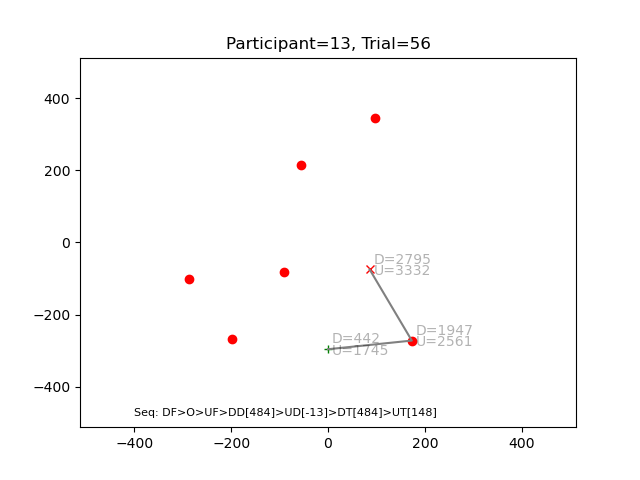 Participant=13, Trial=56
400
200
0
−200
−400
D=2795
U=3332
D=1947
U=2561
D=442
U=1745
Seq: DF>O>UF>DD[484]>UD[-13]>DT[484]>UT[148]
−400 −200 0 200 400